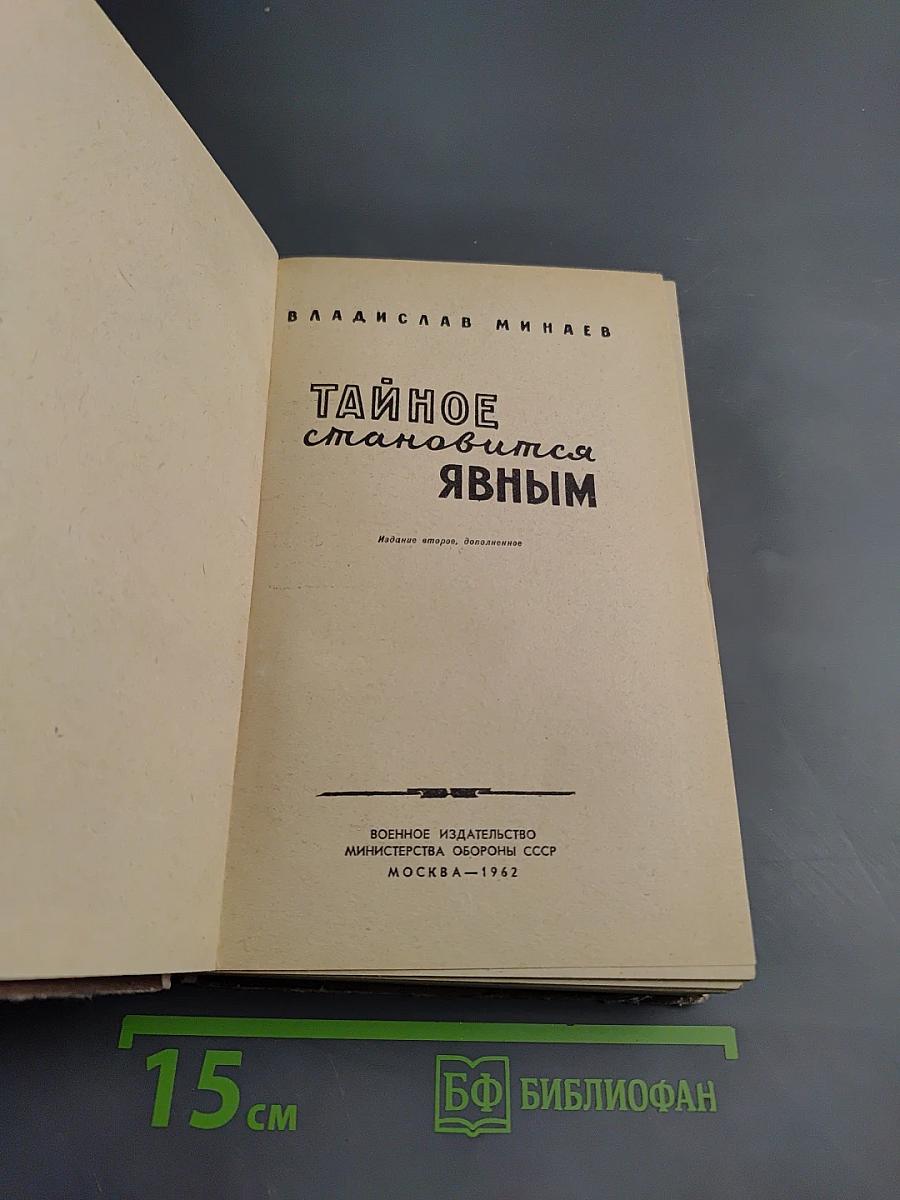 ВЛАДИСЛАВ МИНАЕВ
ТАЙНОЕ
становится
ЯВНЫМ
Издание второе, дополненное
ВОЕННОЕ ИЗДАТЕЛЬСТВО
МИНИСТЕРСТВА ОБОРОНЫ СССР
МОСКВА—1962
15 см
БФ БИБЛИОФАН